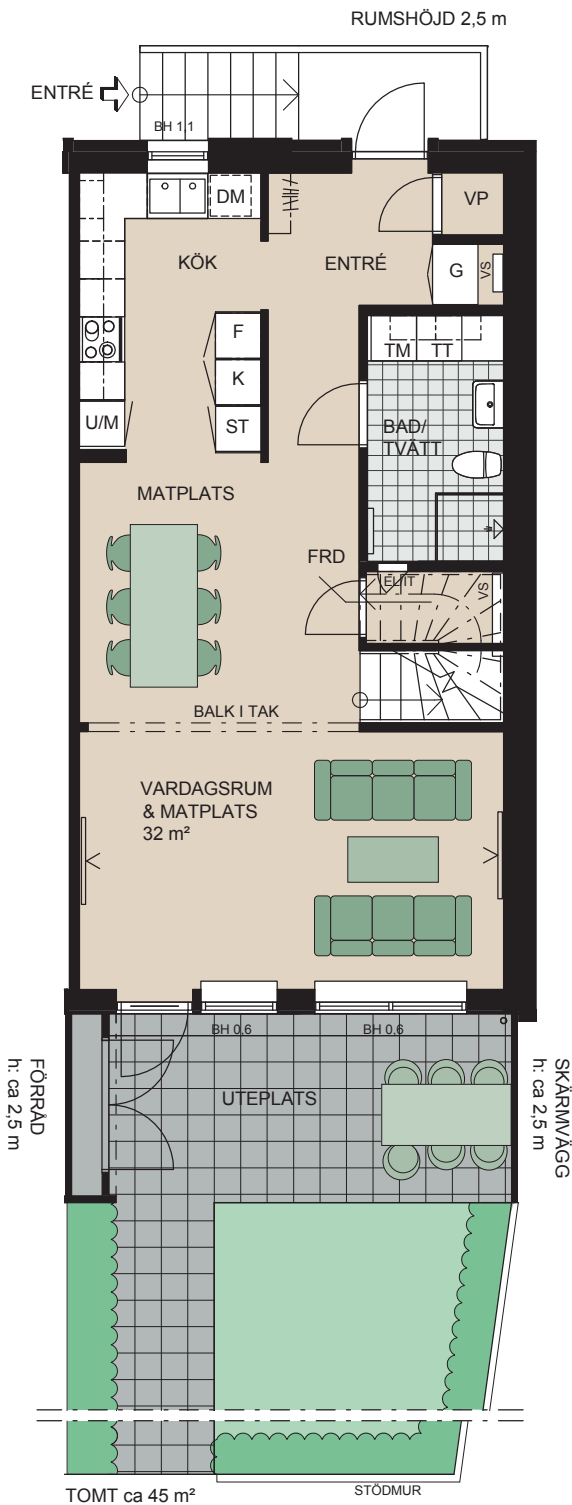 RUMSHÖJD 2,5 m
ENTRÉ
BH 1,1
DM
VP
KÖK
ENTRÉ
G
VS
F
K
ST
U/M
TM
TT
BAD/
TVÄTT
MATPLATS
FRD
EL/IT
VS
BALK I TAK
VARDAGSRUM
& MATPLATS
32 m²
BH 0,6
BH 0,6
UTEPLATS
FÖRRÅD
h: ca 2,5 m
SKÄRMVÄGG
h: ca 2,5 m
TOMT ca 45 m²
STÖDMUR